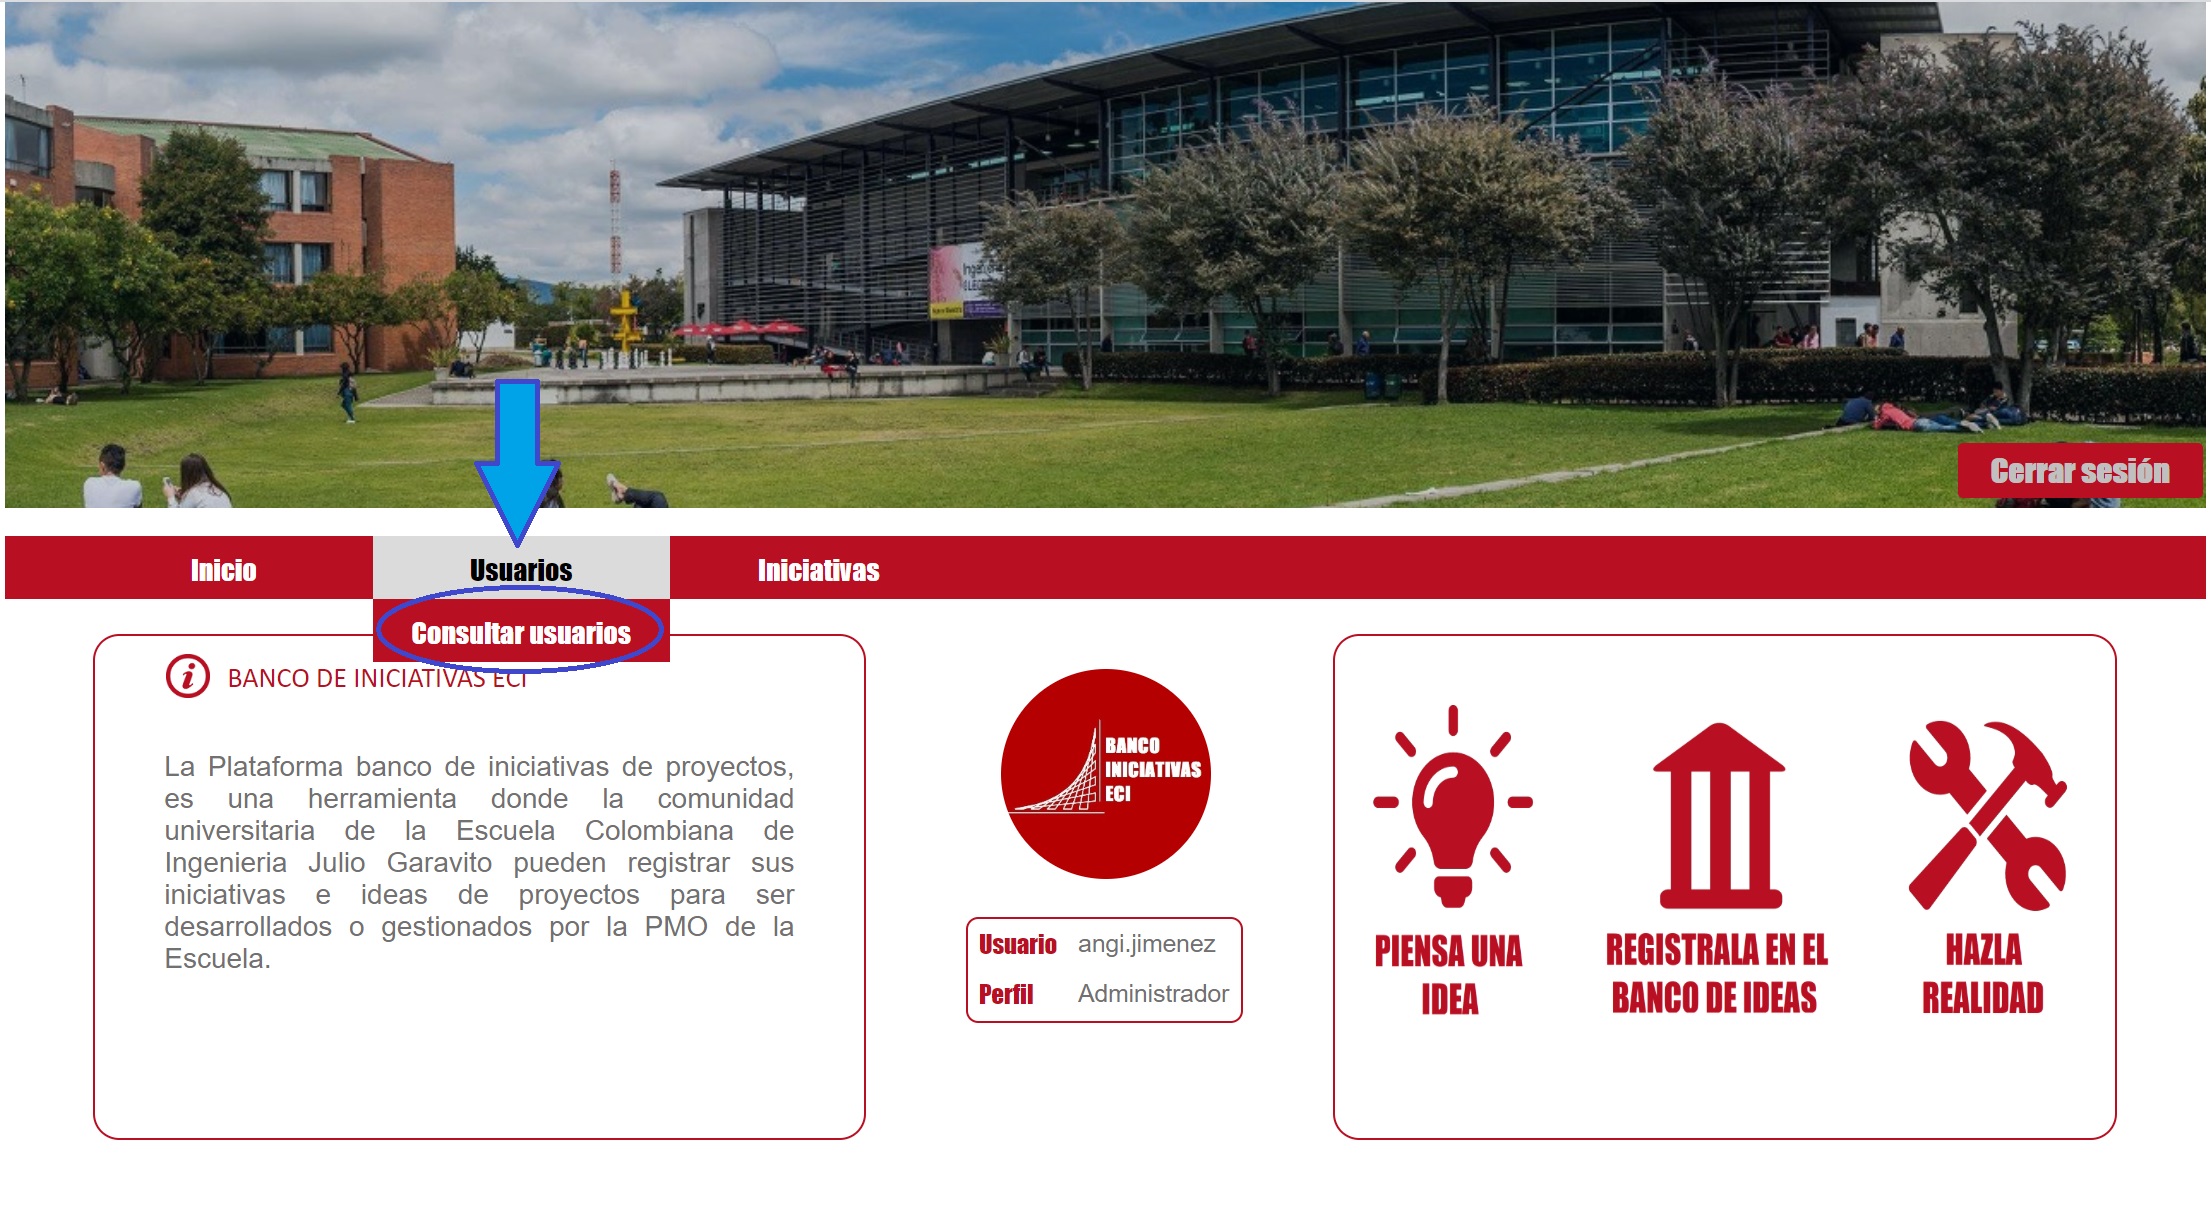 Cerrar sesión
Inicio
Usuarios
Iniciativas
Consultar usuarios
BANCO DE INICIATIVAS ECI
La Plataforma banco de iniciativas de proyectos,
es una herramienta donde la comunidad
universitaria de la Escuela Colombiana de
Ingenieria Julio Garavito pueden registrar sus
iniciativas e ideas de proyectos para ser
desarrollados o gestionados por la PMO de la
Escuela.
BANCO
INICIATIVAS
ECI
Usuario angi.jimenez
Perfil Administrador
PIENSA UNA
IDEA
REGISTRALA EN EL
BANCO DE IDEAS
HAZLA
REALIDAD